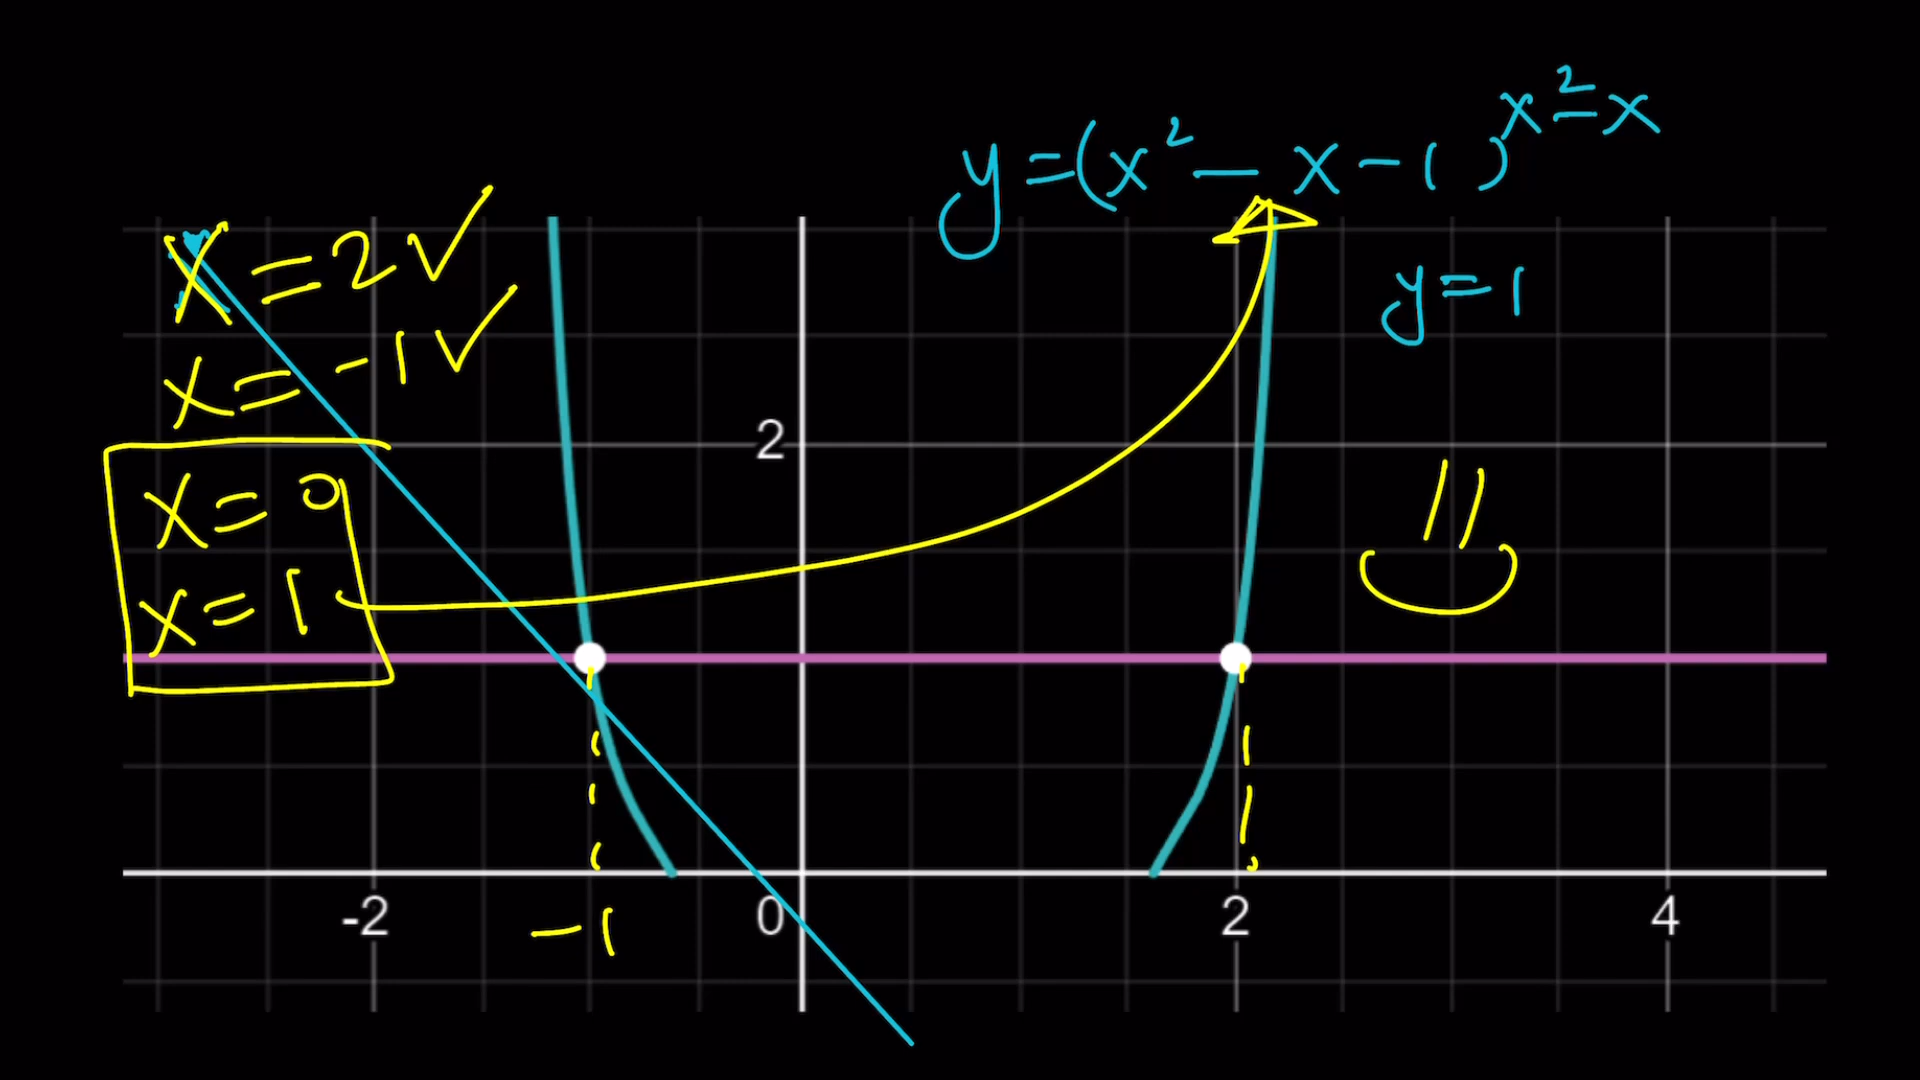 y=(x²-x-1)^x²-x
x=2✓
y=1
x=-1✓
2
x=0
x=1
-2
0
2
4
-1